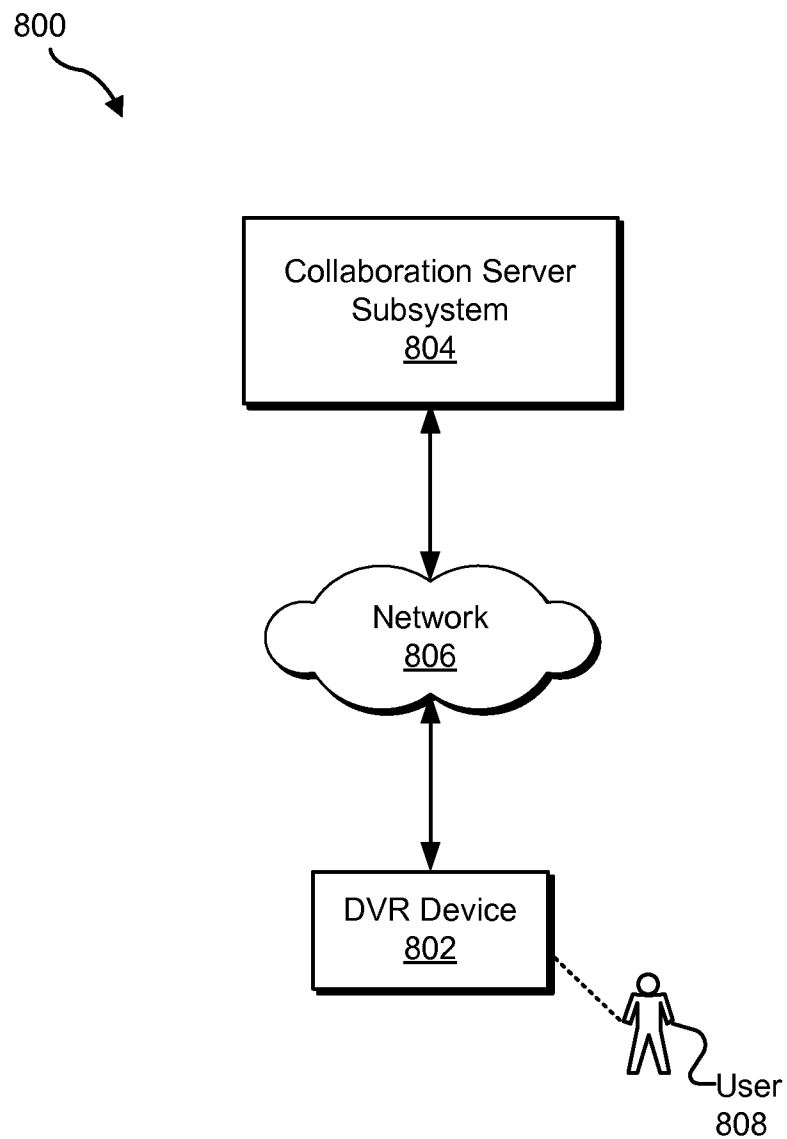 800
Collaboration Server
Subsystem
804
Network
806
DVR Device
802
User
808